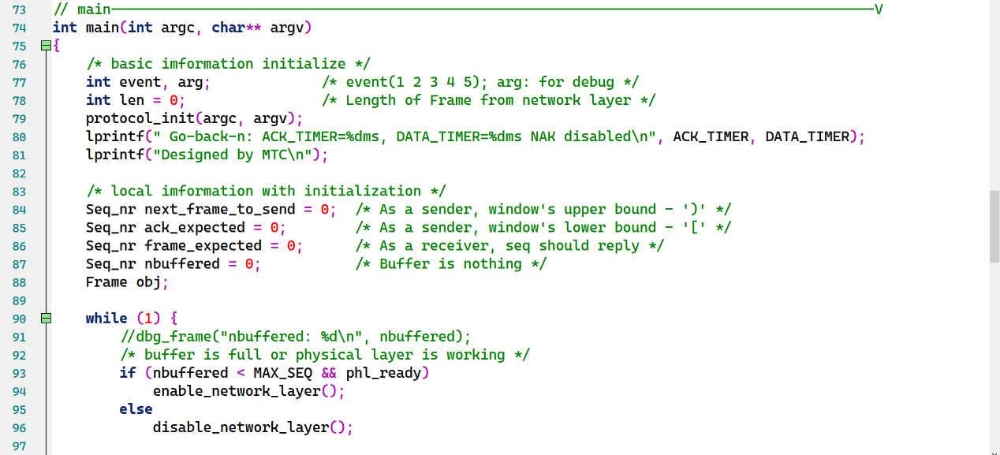 73 // main────────────────────────────────────────V
74 int main(int argc, char** argv)
75 {
76 /* basic imformation initialize */
77 int event, arg; /* event(1 2 3 4 5); arg: for debug */
78 int len = 0; /* Length of Frame from network layer */
79 protocol_init(argc, argv);
80 lprintf(" Go-back-n: ACK_TIMER=%dms, DATA_TIMER=%dms NAK disabled\n", ACK_TIMER, DATA_TIMER);
81 lprintf("Designed by MTC\n");
82
83 /* local imformation with initialization */
84 Seq_nr next_frame_to_send = 0; /* As a sender, window's upper bound - ')' */
85 Seq_nr ack_expected = 0; /* As a sender, window's lower bound - '[' */
86 Seq_nr frame_expected = 0; /* As a receiver, seq should reply */
87 Seq_nr nbuffered = 0; /* Buffer is nothing */
88 Frame obj;
89
90 while (1) {
91 //dbg_frame("nbuffered: %d\n", nbuffered);
92 /* buffer is full or physical layer is working */
93 if (nbuffered < MAX_SEQ && phl_ready)
94 enable_network_layer();
95 else
96 disable_network_layer();
97